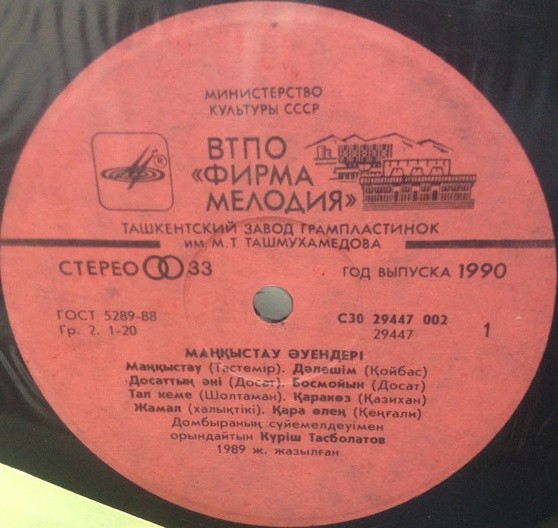 МИНИСТЕРСТВО
КУЛЬТУРЫ СССР
®
ВТПО
«ФИРМА
МЕЛОДИЯ»
ТАШКЕНТСКИЙ ЗАВОД ГРАМПЛАСТИНОК
ИМ. М. Т. ТАШМУХАМЕДОВА
СТЕРЕО 33
ГОД ВЫПУСКА 1990
ГОСТ 5289-88
Гр. 2. 1-20
С30 29447 002
29447
1
МАҢҚЫСТАУ ӘУЕНДЕРІ
Маңқыстау (Тастемір). Дәлешім (Қойбас)
Досаттың әні (Досат). Босмойын (Досат)
Тап кеме (Шолтаман). Қаракөз (Қазихан)
Жамал (халықтікі). Қара өлең (Кеңғали)
Домбыраның сүйемелдеуімен
орындайтын Күріш Тасболатов
1989 ж. жазылған